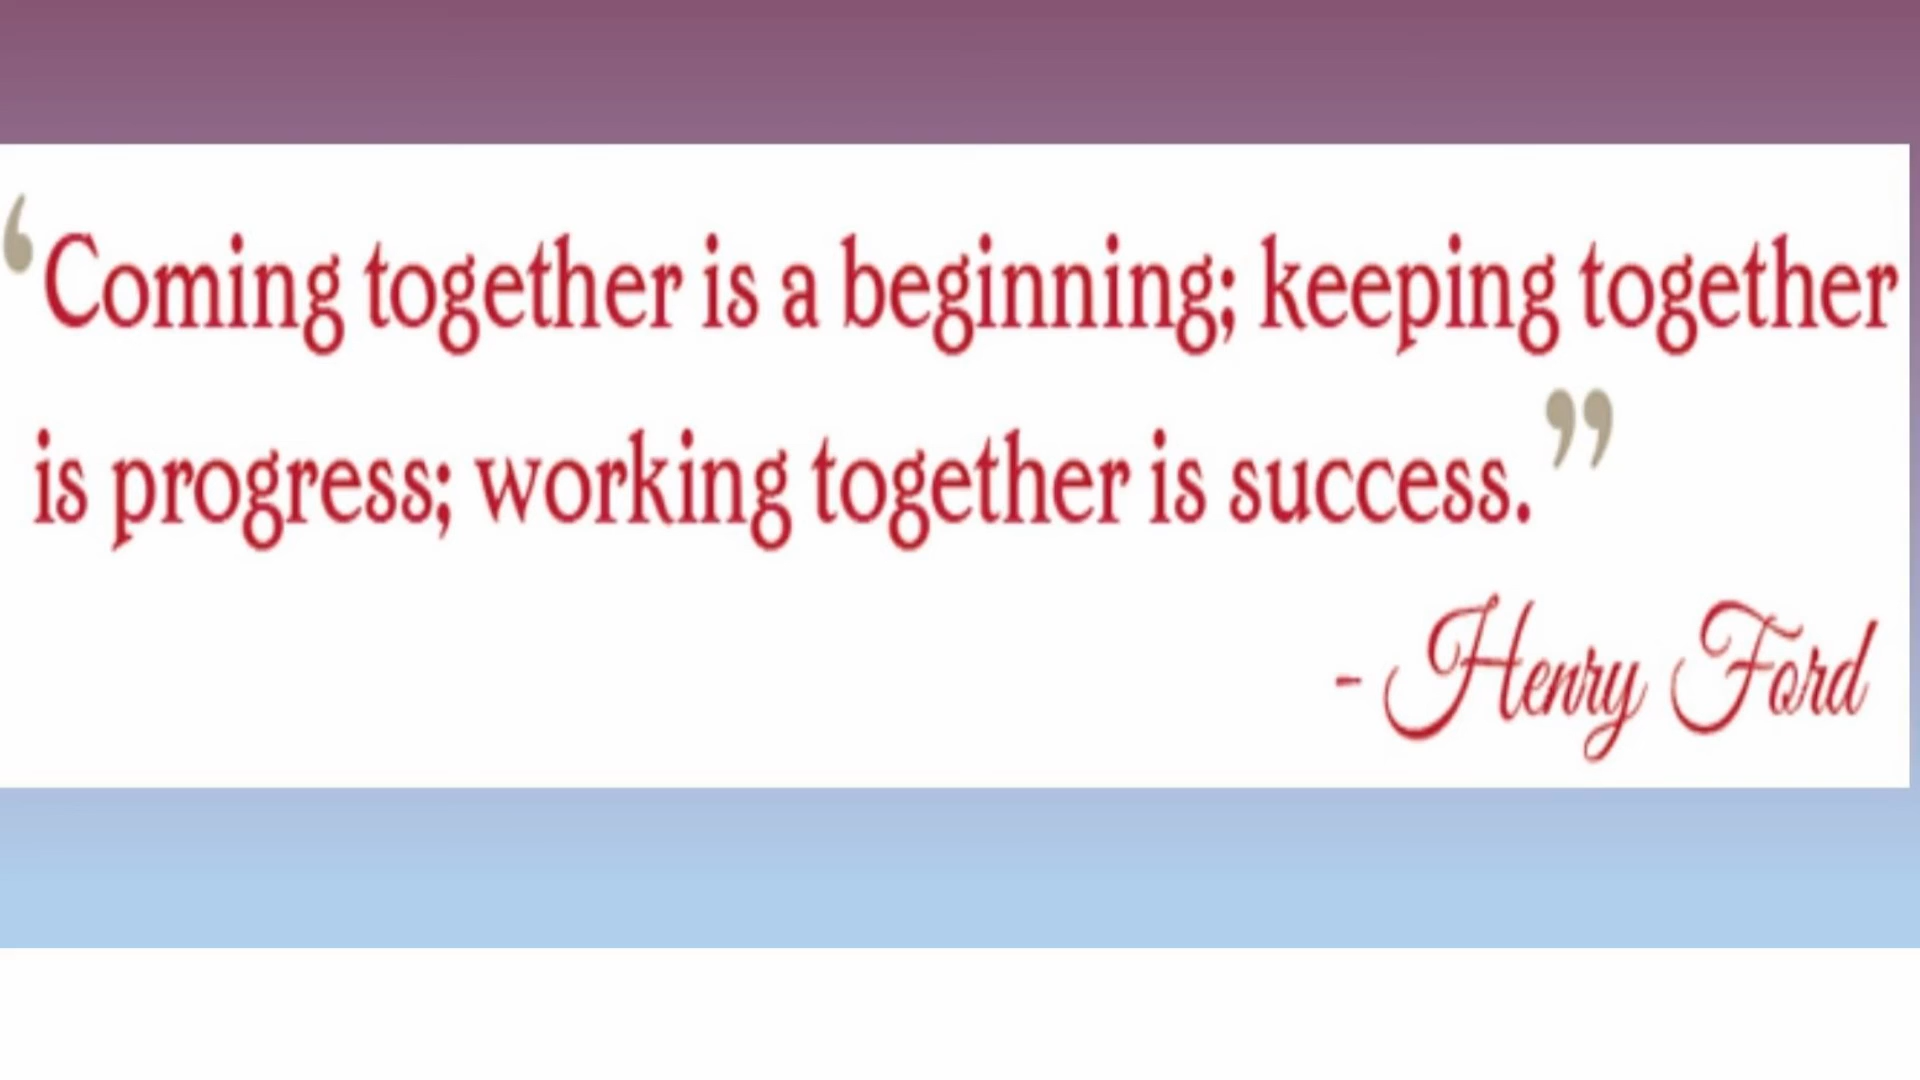 ‘Coming together is a beginning; keeping together
is progress; working together is success.”
- Henry Ford